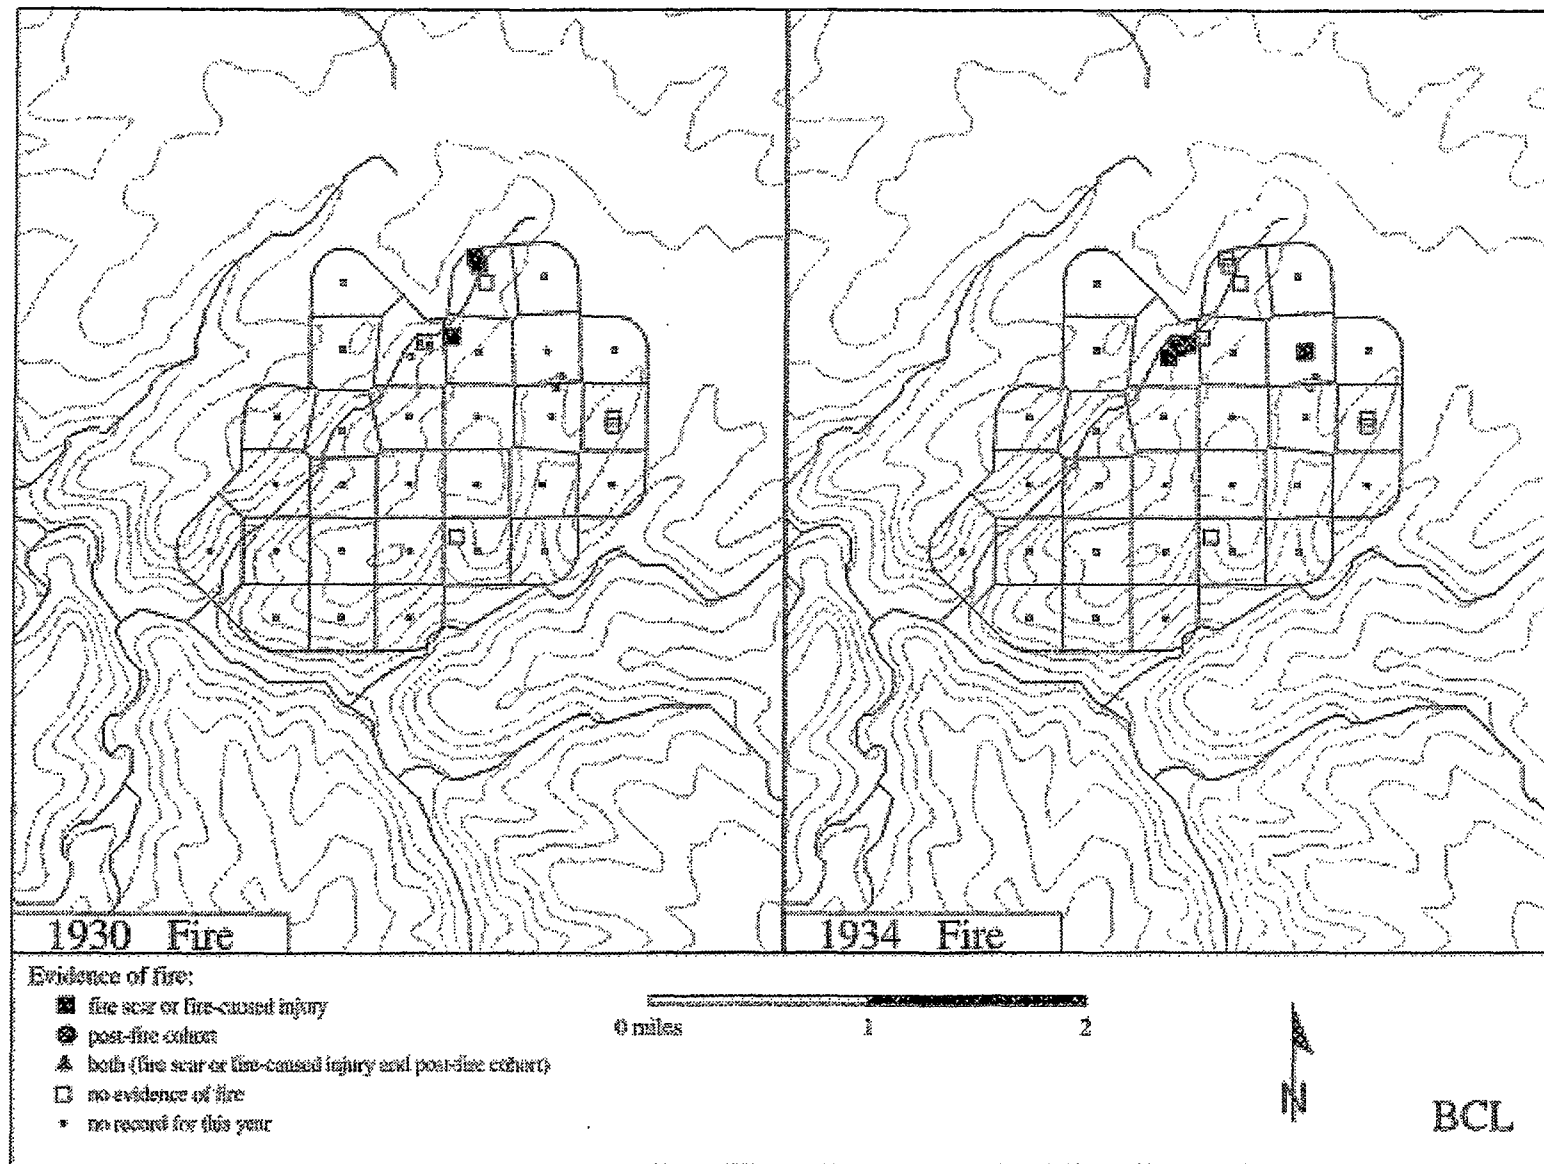 1930 Fire
1934 Fire
Evidence of fire:
fire scar or fire-caused injury
post-fire cohort
both (fire scar or fire-caused injury and post-fire cohort)
no evidence of fire
no record for this year
0 miles 1 2
N
BCL